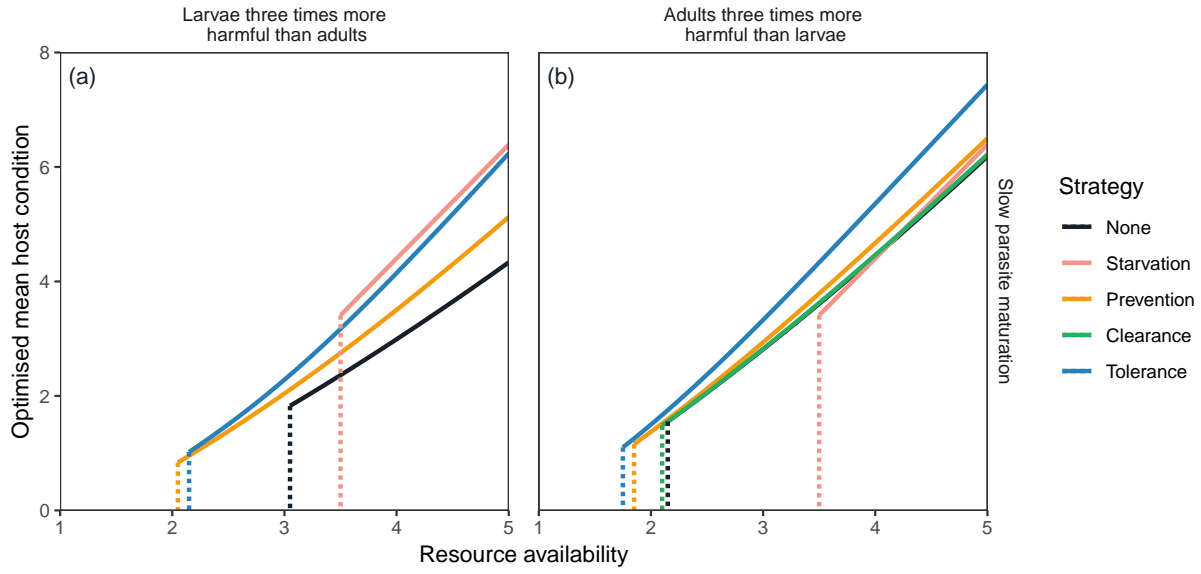 Larvae three times more
harmful than adults
Adults three times more
harmful than larvae
(a)
(b)
Optimised mean host condition
8
6
4
2
0
1
2
3
4
5
1
2
3
4
5
Resource availability
Slow parasite maturation
Strategy
None
Starvation
Prevention
Clearance
Tolerance